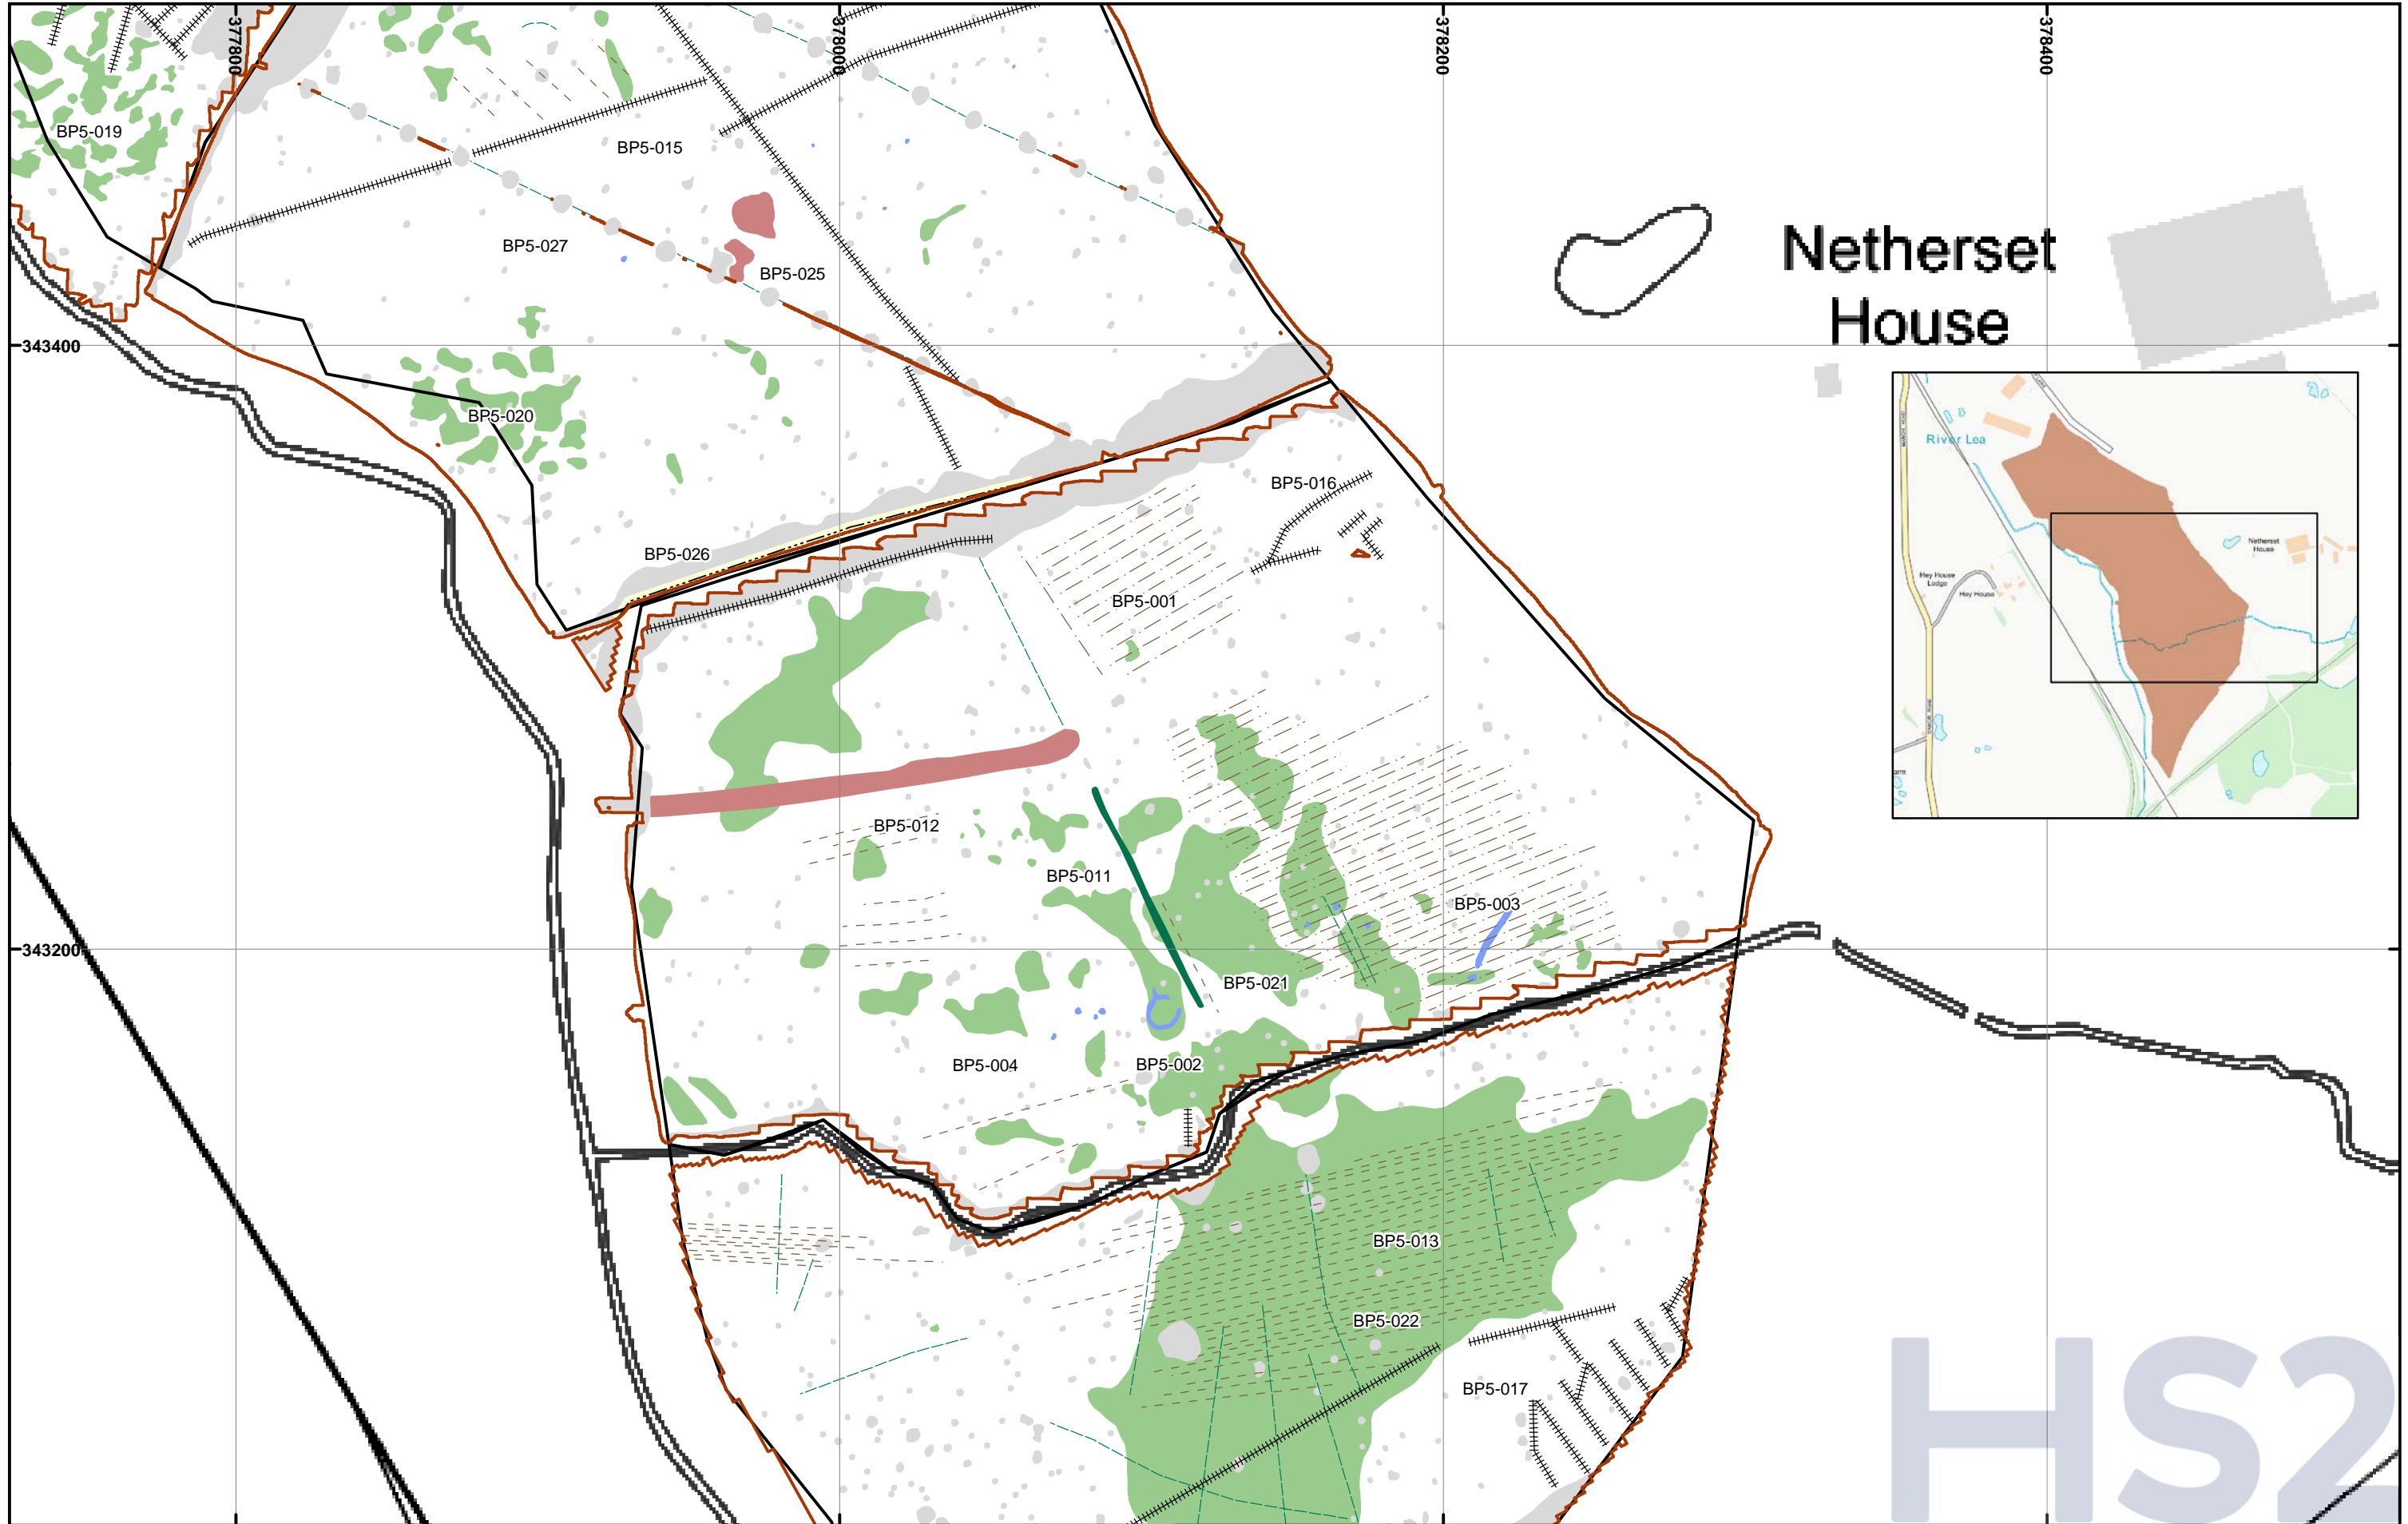 377800
378000
378200
378400
BP5-019
BP5-015
BP5-027
BP5-025
Netherset
House
343400
BP5-020
River Lea
BP5-016
BP5-026
Netherset
House
Hey House
Lodge
Hey House
BP5-001
BP5-012
BP5-011
BP5-003
343200
BP5-021
BP5-004
BP5-002
BP5-013
BP5-022
BP5-017
HS2